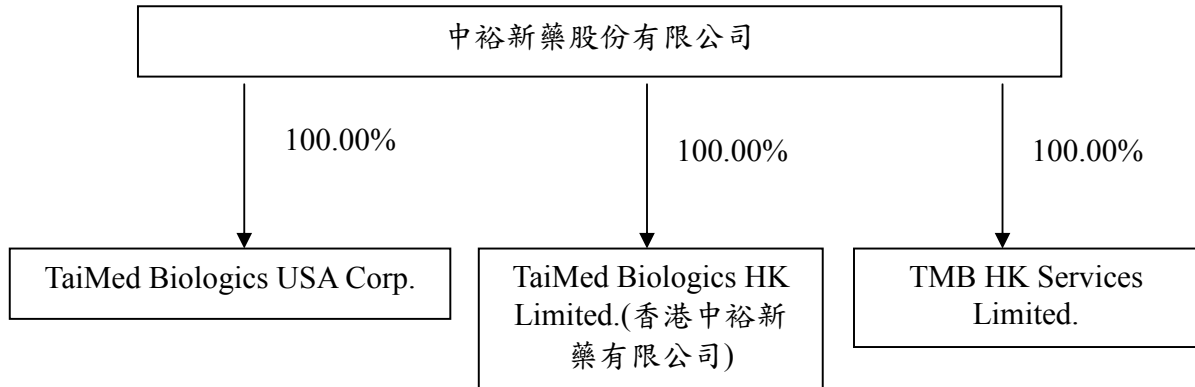 中裕新藥股份有限公司
100.00%
100.00%
100.00%
TaiMed Biologics USA Corp.
TaiMed Biologics HK
Limited.(香港中裕新
藥有限公司)
TMB HK Services
Limited.